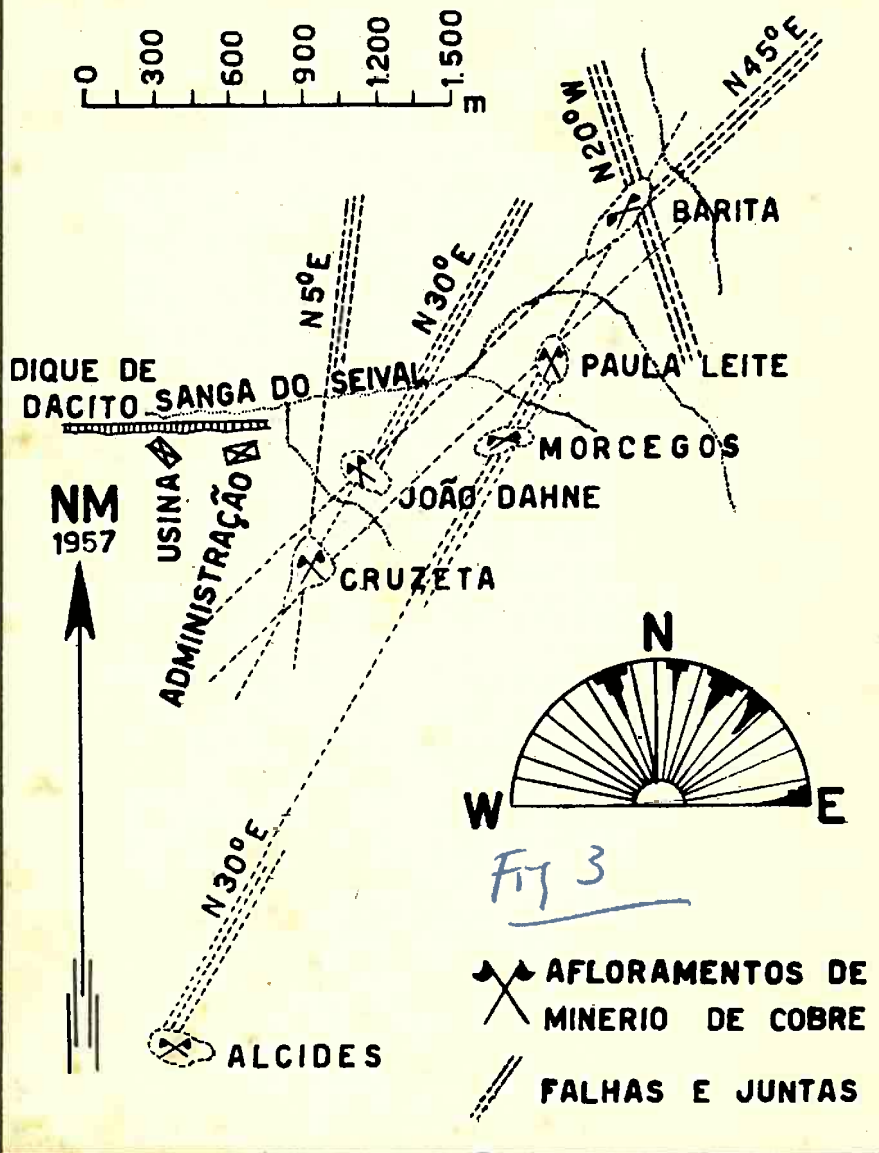 0 300 600 900 1.200 1.500 m
N45°E
N20°W
BARITA
N5°E
N30°E
PAULA LEITE
DIQUE DE
DACITO
SANGA DO SEIVAL
MORCEGOS
USINA
ADMINISTRAÇÃO
JOÃO DAHNE
NM
1957
CRUZETA
N
W E
N30°E
Fig 3
AFLORAMENTOS DE
MINERIO DE COBRE
ALCIDES
FALHAS E JUNTAS